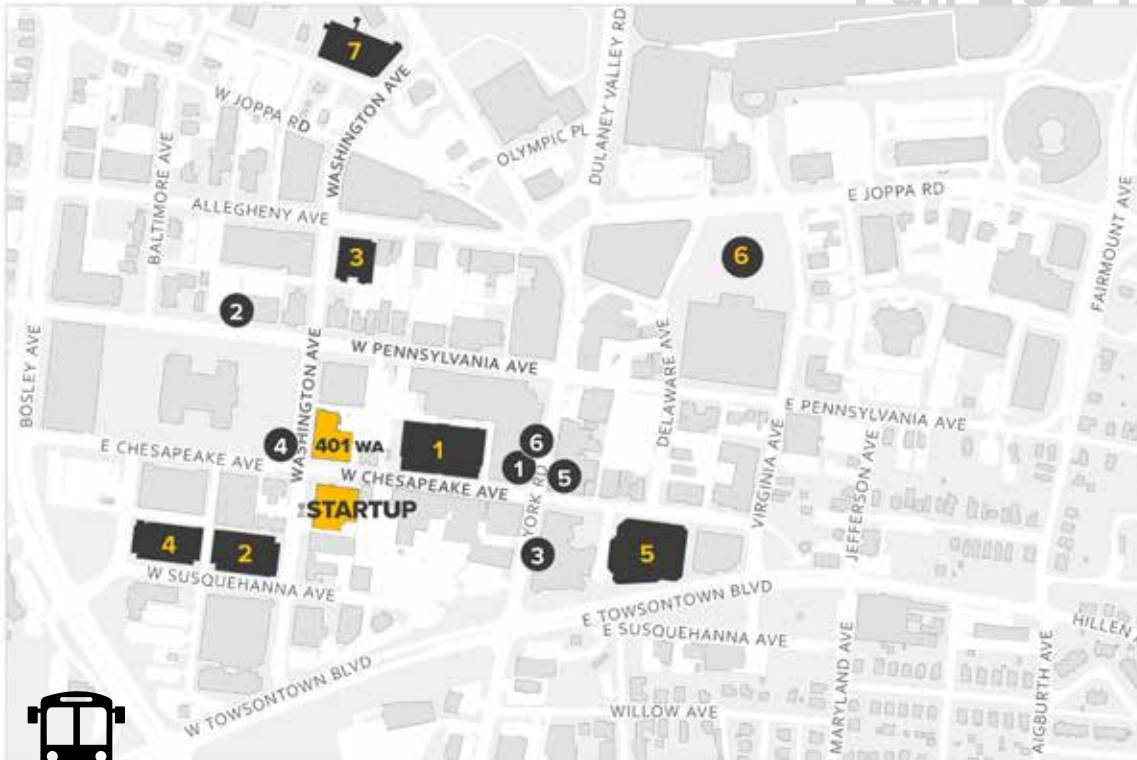 7
W JOPPA RD
WASHINGTON AVE
OLYMPIC PL
DULANEY VALLEY RD
BALTIMORE AVE
ALLEGHENY AVE
E JOPPA RD
FAIRMOUNT AVE
3
6
2
BOSLEY AVE
WASHINGTON AVE
W PENNSYLVANIA AVE
DELAWARE AVE
E PENNSYLVANIA AVE
4
401 WA
1
6
1
5
E CHESAPEAKE AVE
W CHESAPEAKE AVE
YORK RD
VIRGINIA AVE
JEFFERSON AVE
STARTUP
4
2
3
5
W SUSQUEHANNA AVE
E TOWSONTOWN BLVD
E SUSQUEHANNA AVE
HILLEN
W TOWSONTOWN BLVD
WILLOW AVE
MARYLAND AVE
AIGBURTH AVE